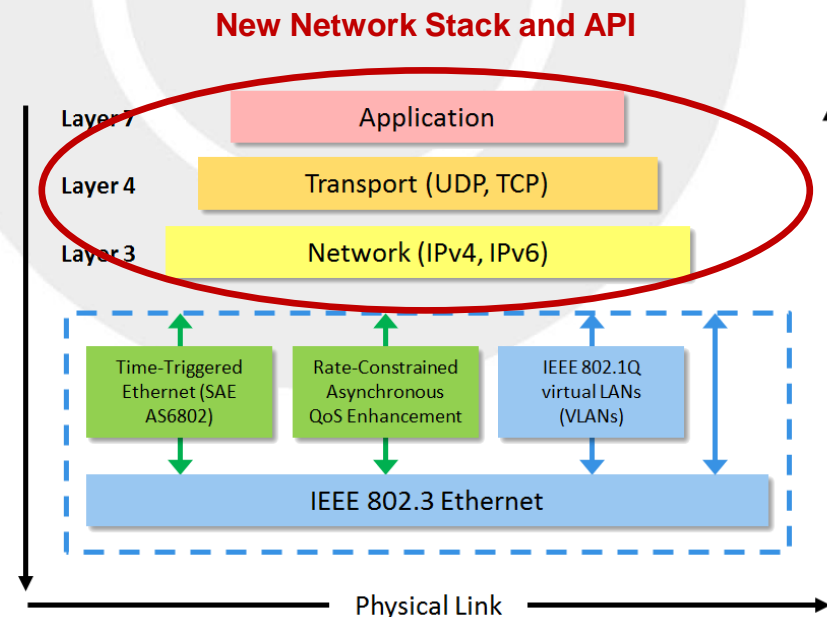 New Network Stack and API
Layer 7
Application
Layer 4
Transport (UDP, TCP)
Layer 3
Network (IPv4, IPv6)
Time-Triggered
Ethernet (SAE
AS6802)
Rate-Constrained
Asynchronous
QoS Enhancement
IEEE 802.1Q
virtual LANs
(VLANs)
IEEE 802.3 Ethernet
Physical Link